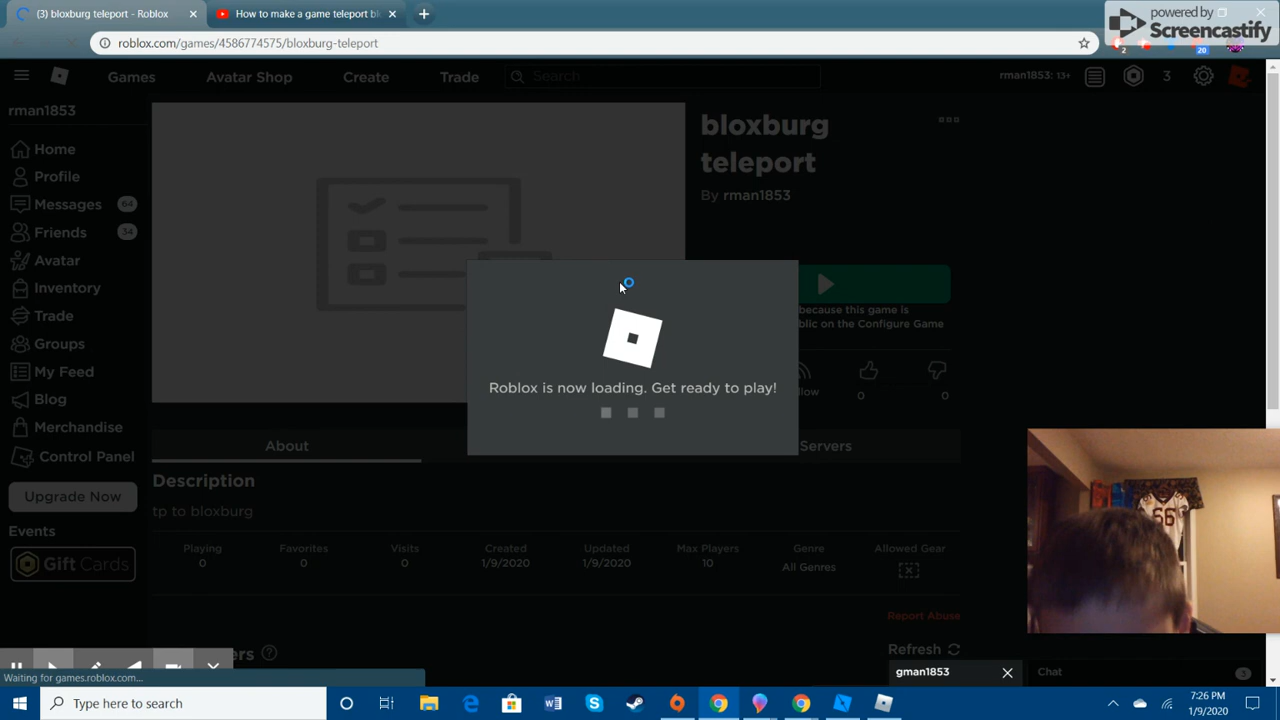 (3) bloxburg teleport - Roblox
How to make a game teleport bl
powered by
Screencastify
roblox.com/games/4586774575/bloxburg-teleport
2
20
Games
Avatar Shop
Create
Trade
Search
rman1853: 13+
3
rman1853
Home
Profile
Messages 64
Friends 34
Avatar
Inventory
Trade
Groups
My Feed
Blog
Merchandise
Control Panel
Upgrade Now
Events
Gift Cards
bloxburg
teleport
By rman1853
because this game is
blic on the Configure Game
llow
0
0
Roblox is now loading. Get ready to play!
About
Servers
Description
tp to bloxburg
Playing
0
Favorites
0
Visits
0
Created
1/9/2020
Updated
1/9/2020
Max Players
10
Genre
All Genres
Allowed Gear
Report Abuse
ers
Refresh
66
gman1853
Chat
3
Waiting for games.roblox.com...
Type here to search
7:26 PM
1/9/2020